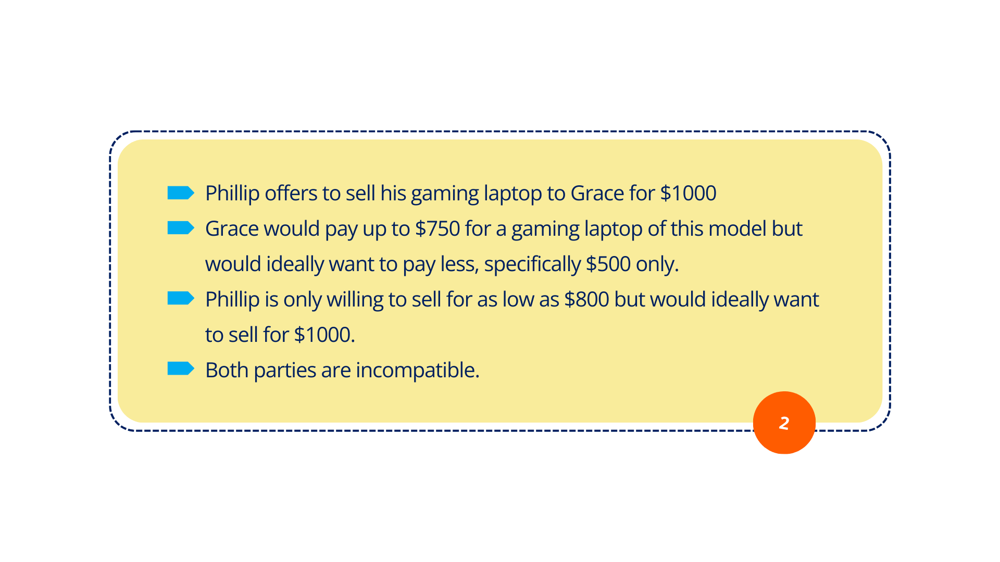 Phillip offers to sell his gaming laptop to Grace for $1000
Grace would pay up to $750 for a gaming laptop of this model but
would ideally want to pay less, specifically $500 only.
Phillip is only willing to sell for as low as $800 but would ideally want
to sell for $1000.
Both parties are incompatible.
2